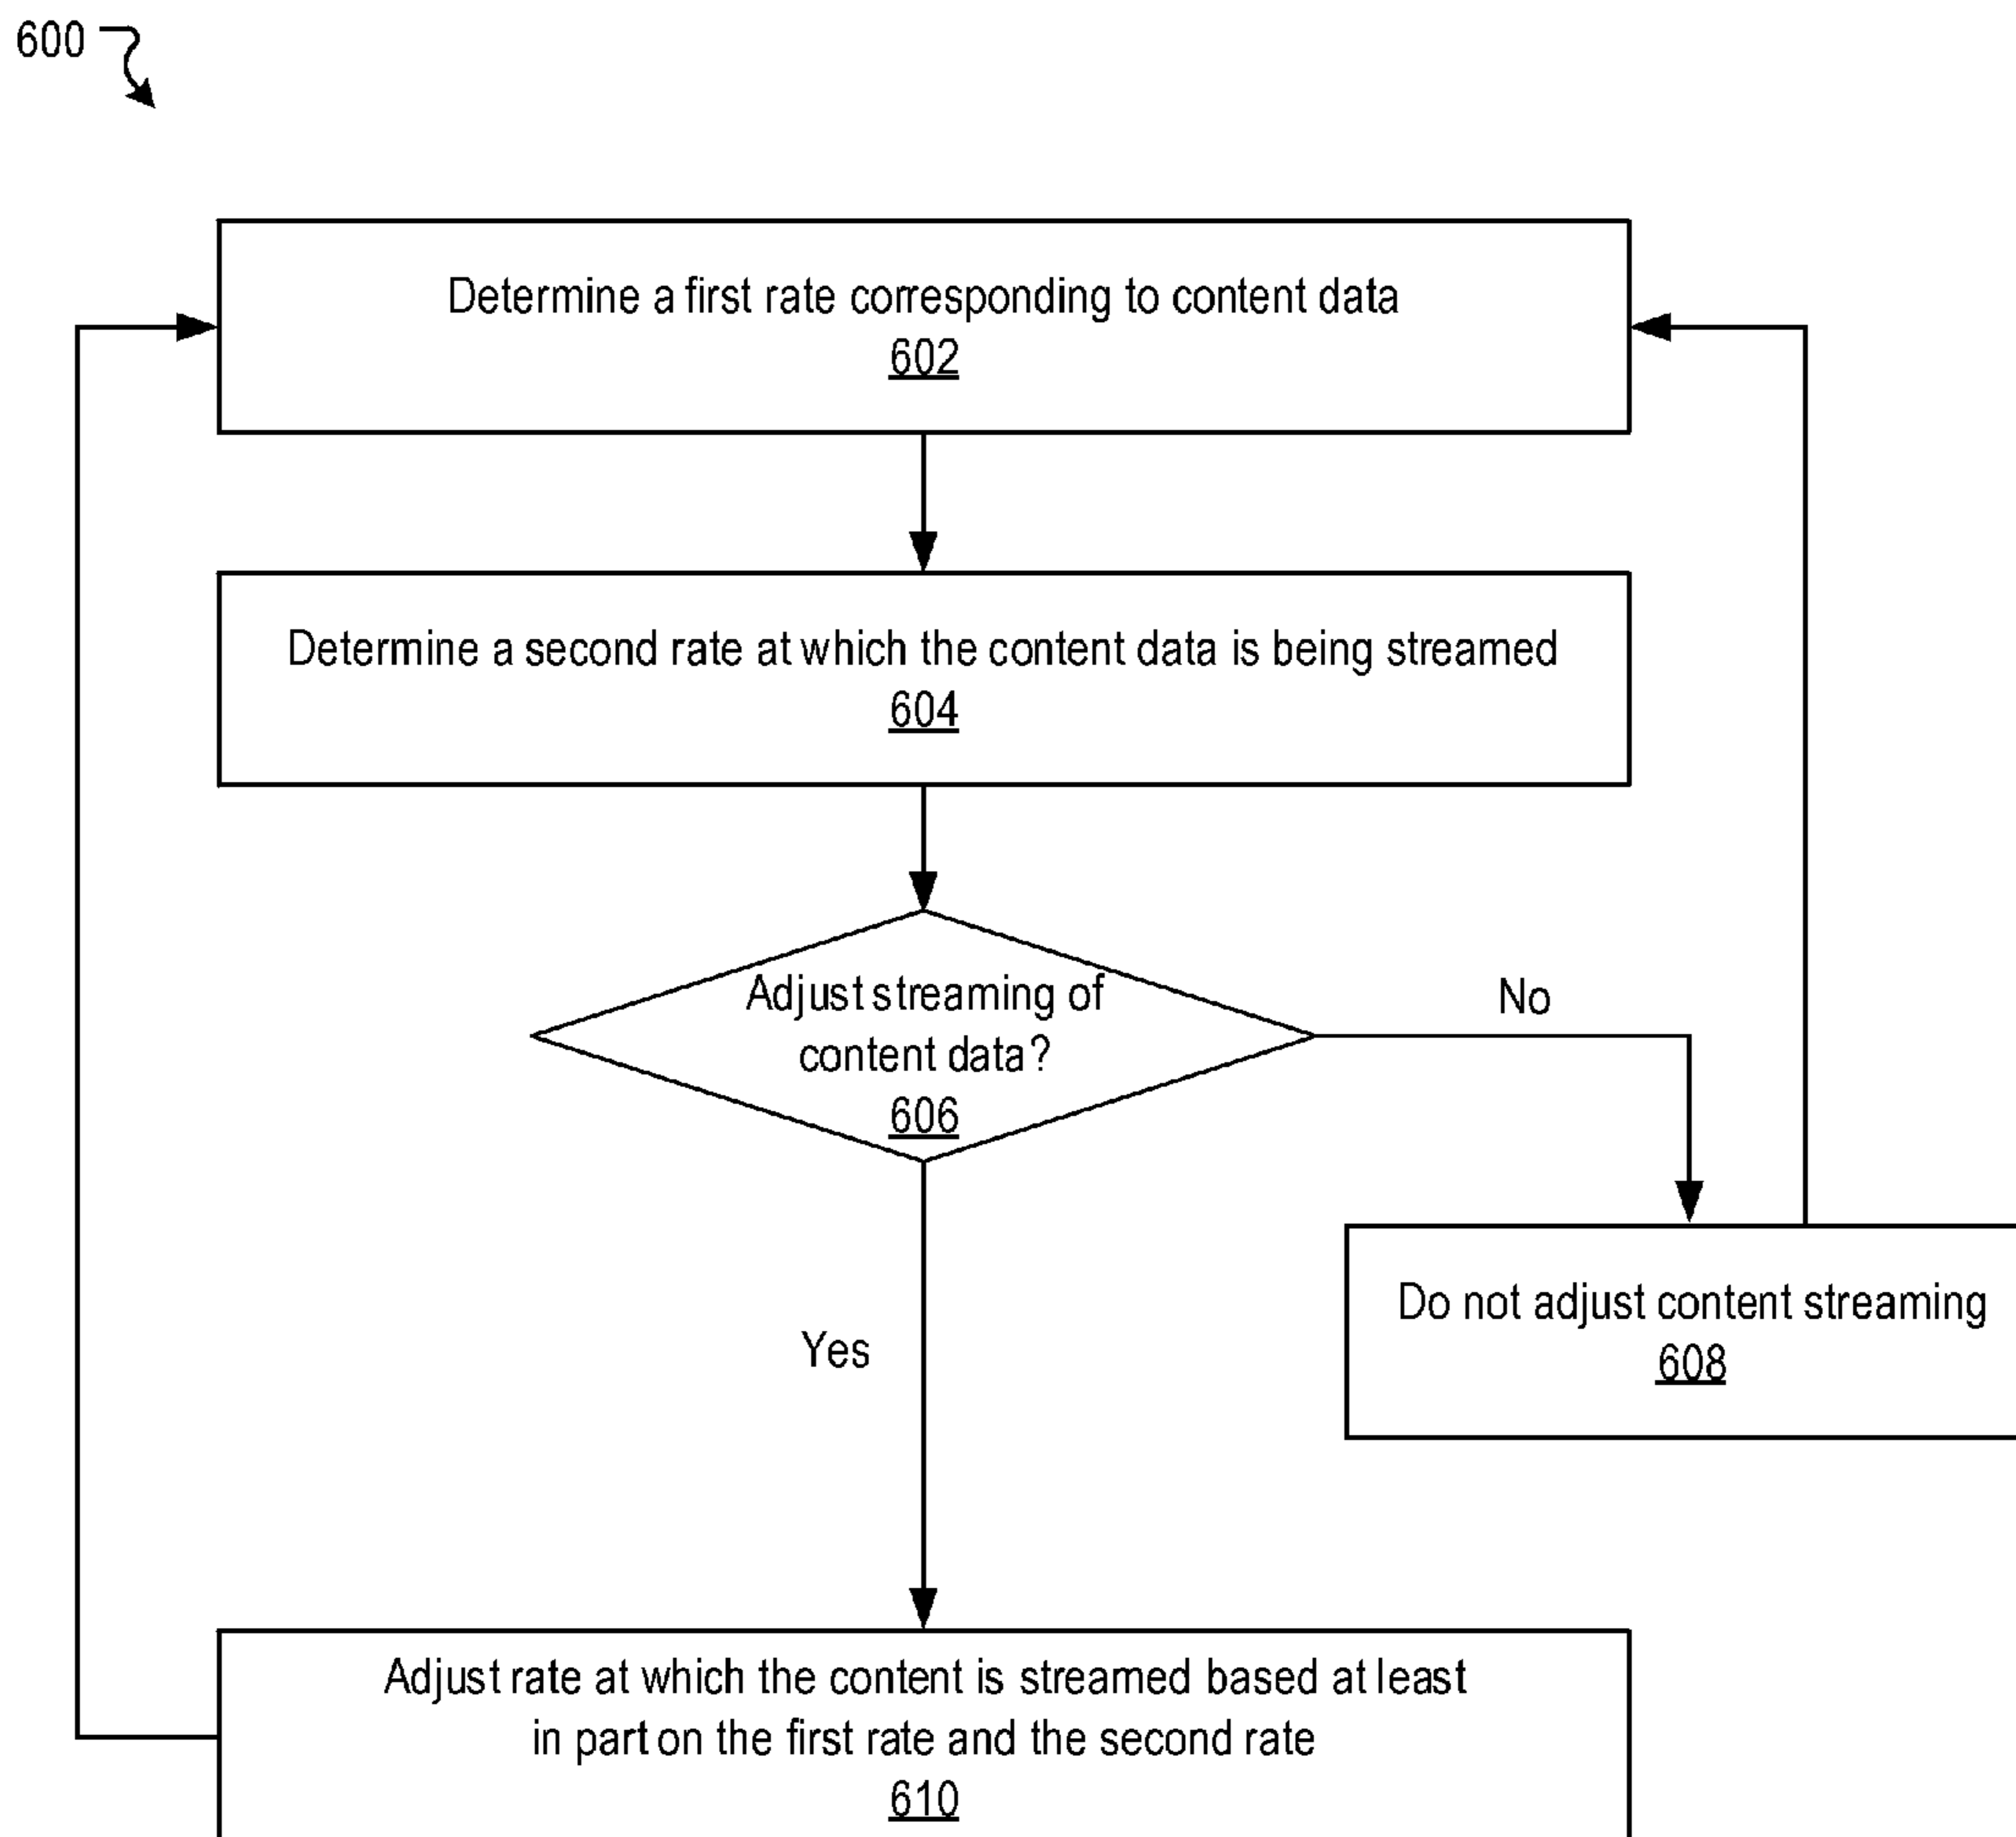 600
Determine a first rate corresponding to content data
602
Determine a second rate at which the content data is being streamed
604
Adjust streaming of
content data?
606
No
Do not adjust content streaming
608
Yes
Adjust rate at which the content is streamed based at least
in part on the first rate and the second rate
610